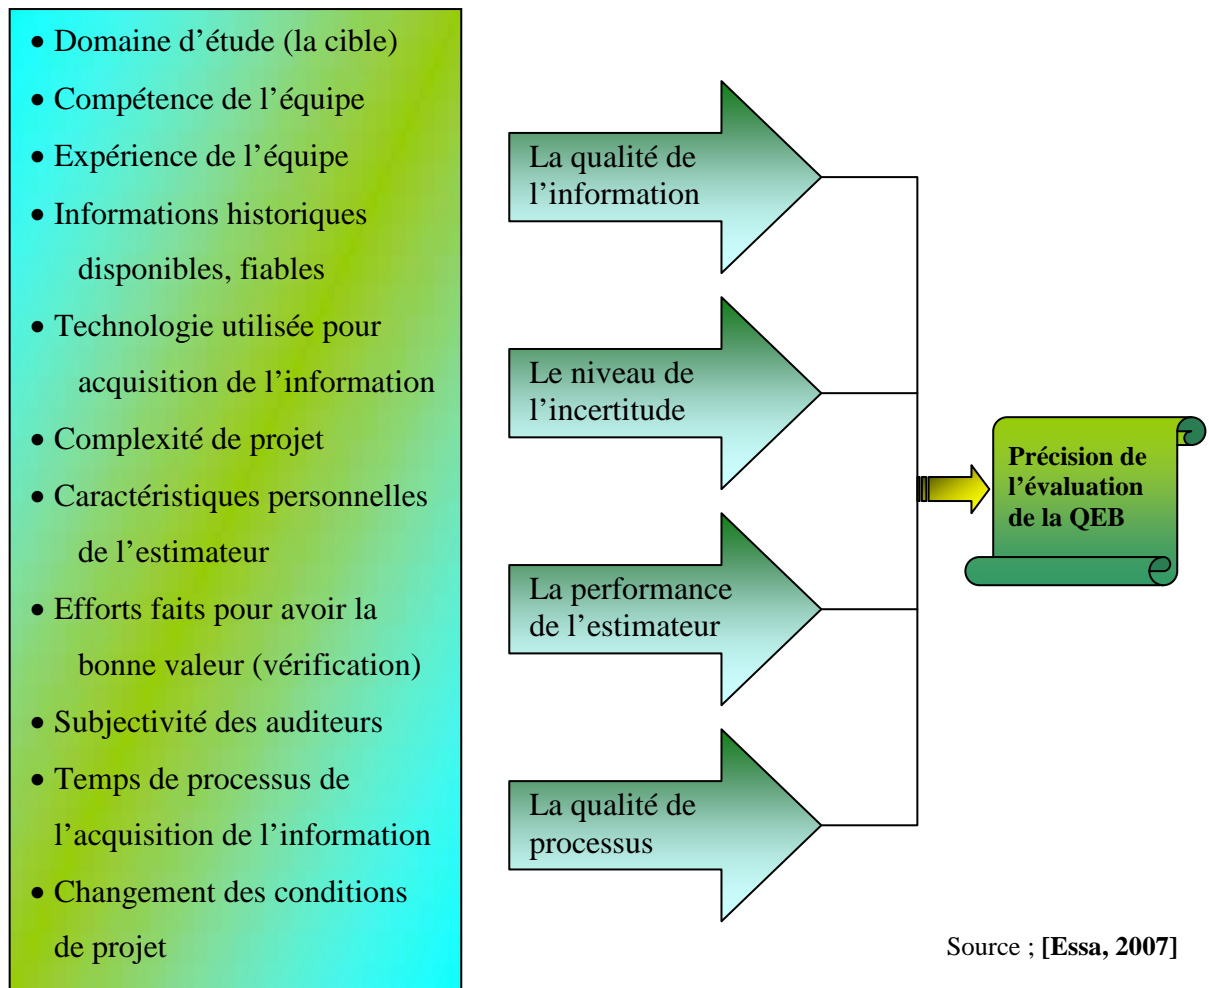 • Domaine d’étude (la cible)
• Compétence de l’équipe
• Expérience de l’équipe
• Informations historiques
disponibles, fiables
• Technologie utilisée pour
acquisition de l’information
• Complexité de projet
• Caractéristiques personnelles
de l’estimateur
• Efforts faits pour avoir la
bonne valeur (vérification)
• Subjectivité des auditeurs
• Temps de processus de
l’acquisition de l’information
• Changement des conditions
de projet
La qualité de
l’information
Le niveau de
l’incertitude
La performance
de l’estimateur
La qualité de
processus
Précision de
l’évaluation
de la QEB
Source ; [Essa, 2007]